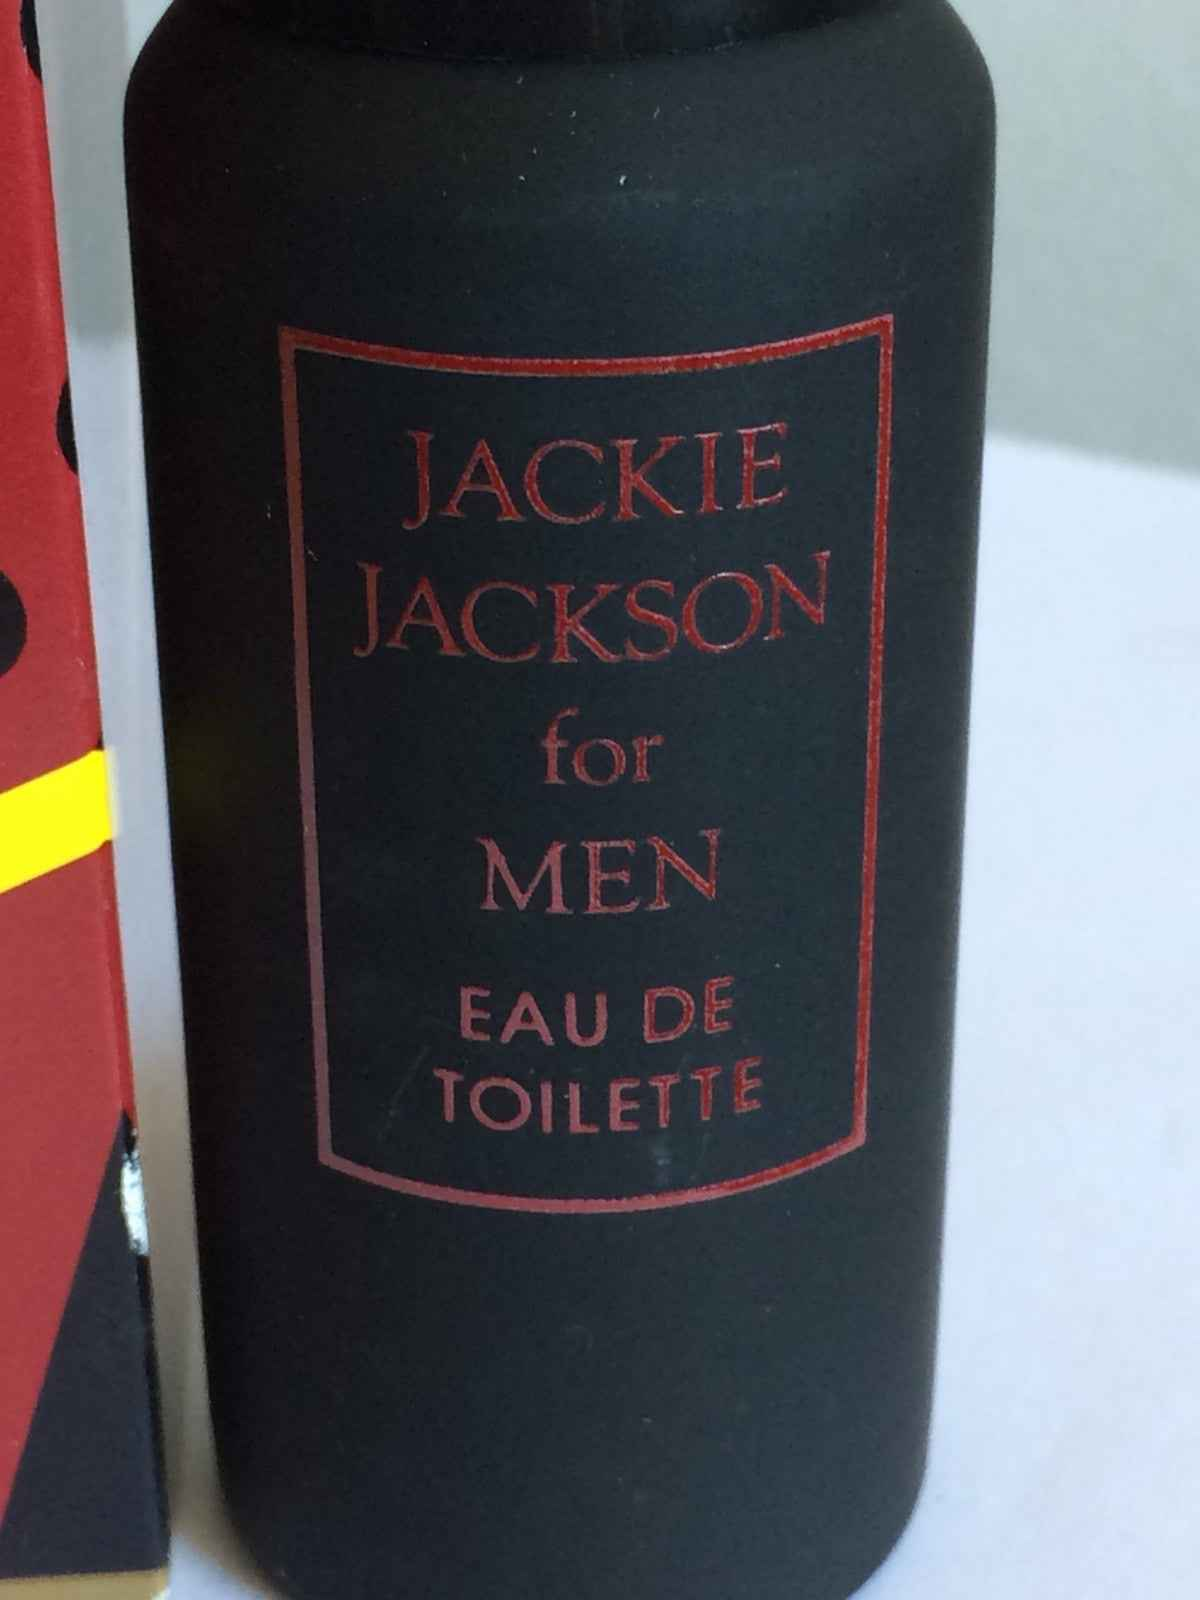 JACKIE
JACKSON
for
MEN
EAU DE
TOILETTE